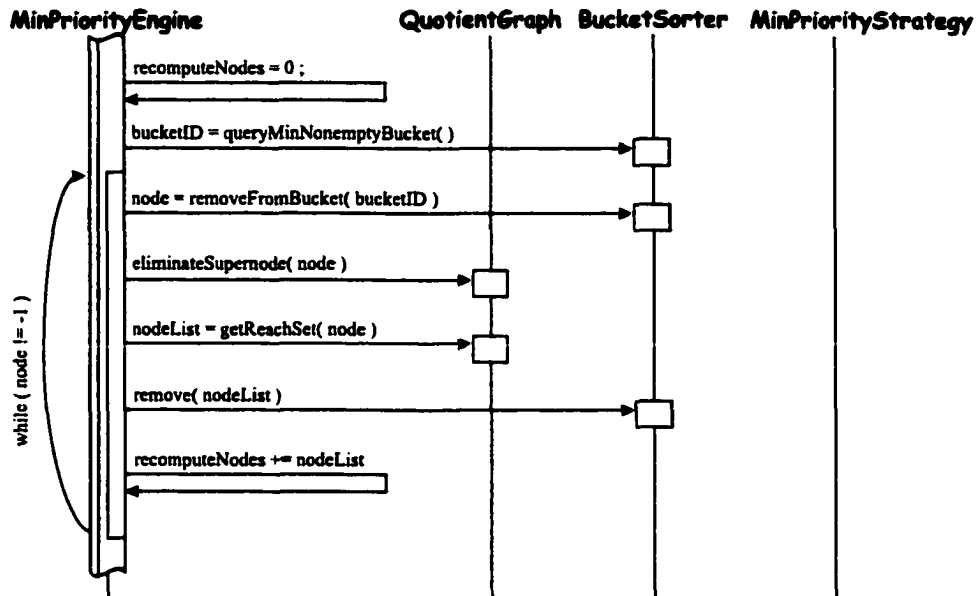 MinPriorityEngine QuotientGraph BucketSorter MinPriorityStrategy
recomputeNodes = 0 ;
bucketID = queryMinNonemptyBucket( )
node = removeFromBucket( bucketID )
eliminateSupernode( node )
nodeList = getReachSet( node )
remove( nodeList )
recomputeNodes += nodeList
while ( node != -1 )